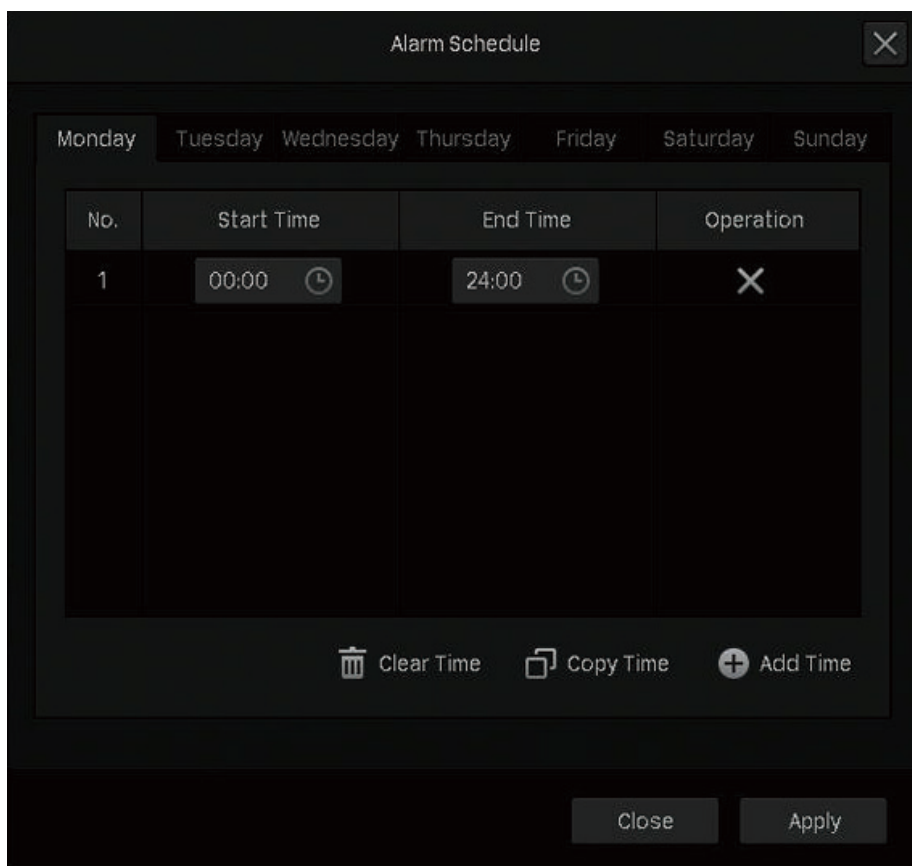 Alarm Schedule
Monday Tuesday Wednesday Thursday Friday Saturday Sunday
No. Start Time End Time Operation
1 00:00 24:00
Clear Time Copy Time Add Time
Close Apply